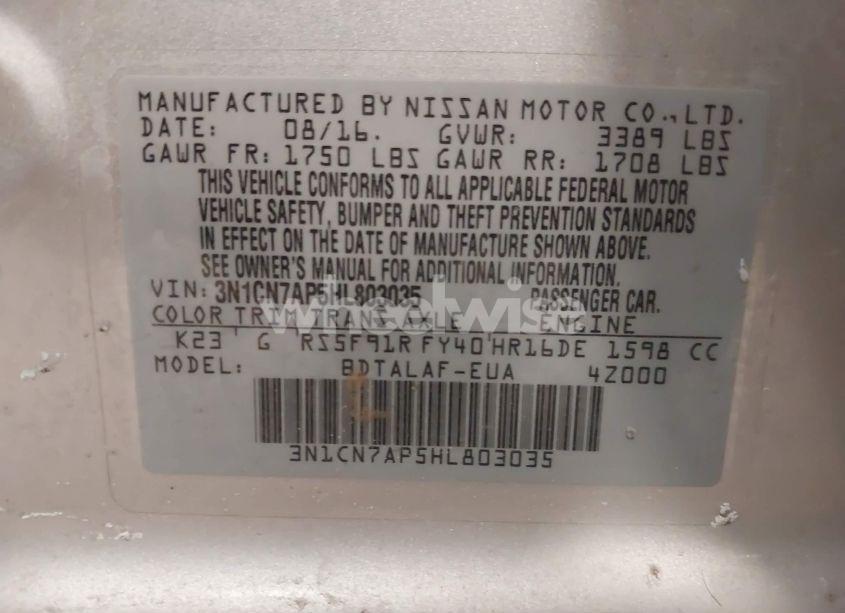 MANUFACTURED BY NISSAN MOTOR CO.,LTD.
DATE: 08/16. GVWR: 3389 LBS
GAWR FR: 1750 LBS GAWR RR: 1708 LBS
THIS VEHICLE CONFORMS TO ALL APPLICABLE FEDERAL MOTOR
VEHICLE SAFETY, BUMPER AND THEFT PREVENTION STANDARDS
IN EFFECT ON THE DATE OF MANUFACTURE SHOWN ABOVE.
SEE OWNER'S MANUAL FOR ADDITIONAL INFORMATION.
VIN: 3N1CN7AP5HL803035 PASSENGER CAR.
wheelwise
COLOR TRIM TRANS AXLE ENGINE
K23' G RS5F91R FY40'HR16DE 1598 CC
MODEL: BDTALAF-EUA 4Z000
3N1CN7AP5HL803035